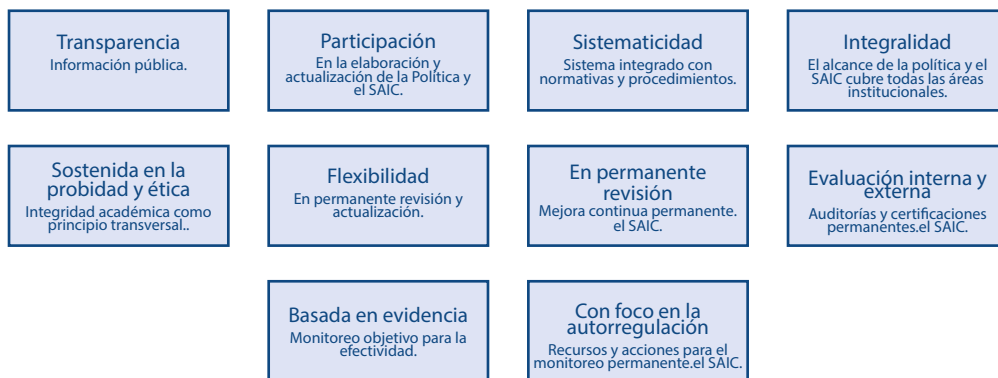 Transparencia
Información pública.
Participación
En la elaboración y
actualización de la Política y
el SAIC.
Sistematicidad
Sistema integrado con
normativas y procedimientos.
Integralidad
El alcance de la política y el
SAIC cubre todas las áreas
institucionales.
Sostenida en la
probidad y ética
Integridad académica como
principio transversal..
Flexibilidad
En permanente revisión y
actualización.
En permanente
revisión
Mejora continua permanente.
el SAIC.
Evaluación interna y
externa
Auditorías y certificaciones
permanentes.el SAIC.
Basada en evidencia
Monitoreo objetivo para la
efectividad.
Con foco en la
autorregulación
Recursos y acciones para el
monitoreo permanente.el SAIC.